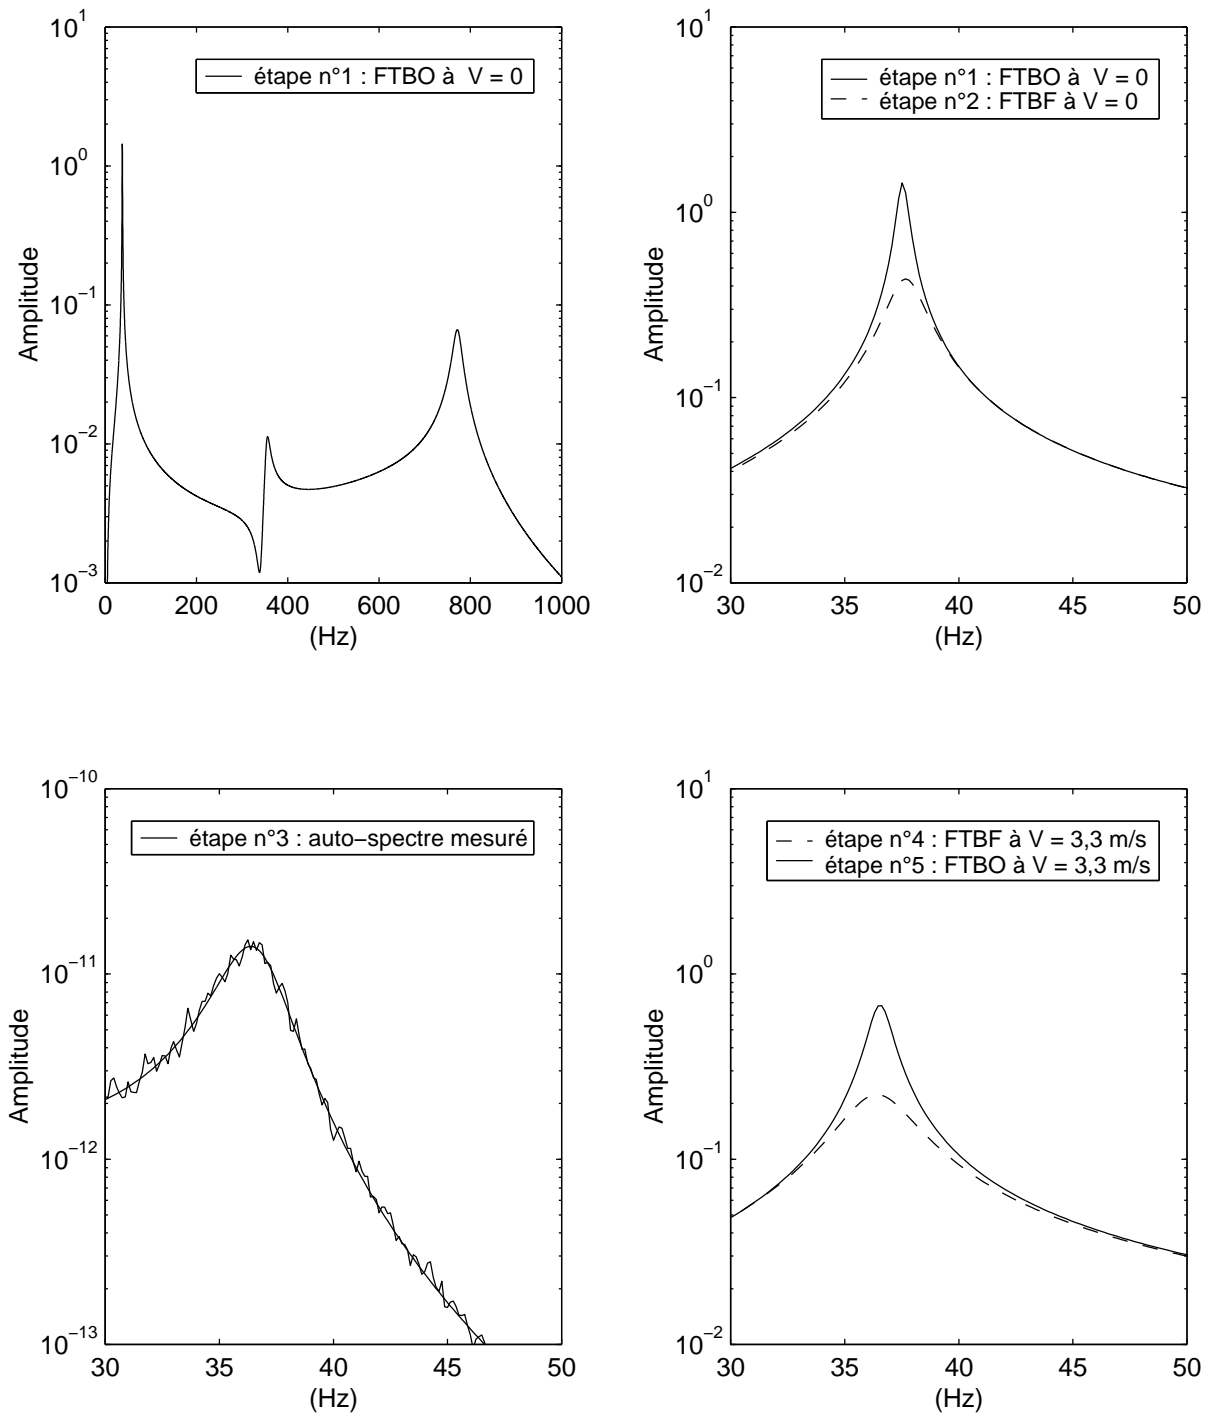 10^1
10^0
10^−1
10^−2
10^−3
Amplitude
étape n°1 : FTBO à V = 0
0 200 400 600 800 1000
(Hz)
10^1
10^0
10^−1
10^−2
Amplitude
étape n°1 : FTBO à V = 0
étape n°2 : FTBF à V = 0
30 35 40 45 50
(Hz)
10^−10
10^−11
10^−12
10^−13
Amplitude
étape n°3 : auto−spectre mesuré
30 35 40 45 50
(Hz)
10^1
10^0
10^−1
10^−2
Amplitude
étape n°4 : FTBF à V = 3,3 m/s
étape n°5 : FTBO à V = 3,3 m/s
30 35 40 45 50
(Hz)